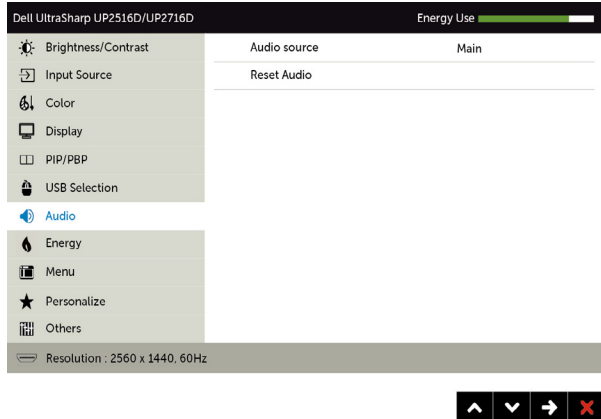 Dell UltraSharp UP2516D/UP2716D Energy Use
Brightness/Contrast Audio source Main
Input Source Reset Audio
Color
Display
PIP/PBP
USB Selection
Audio
Energy
Menu
Personalize
Others
Resolution : 2560 x 1440, 60Hz